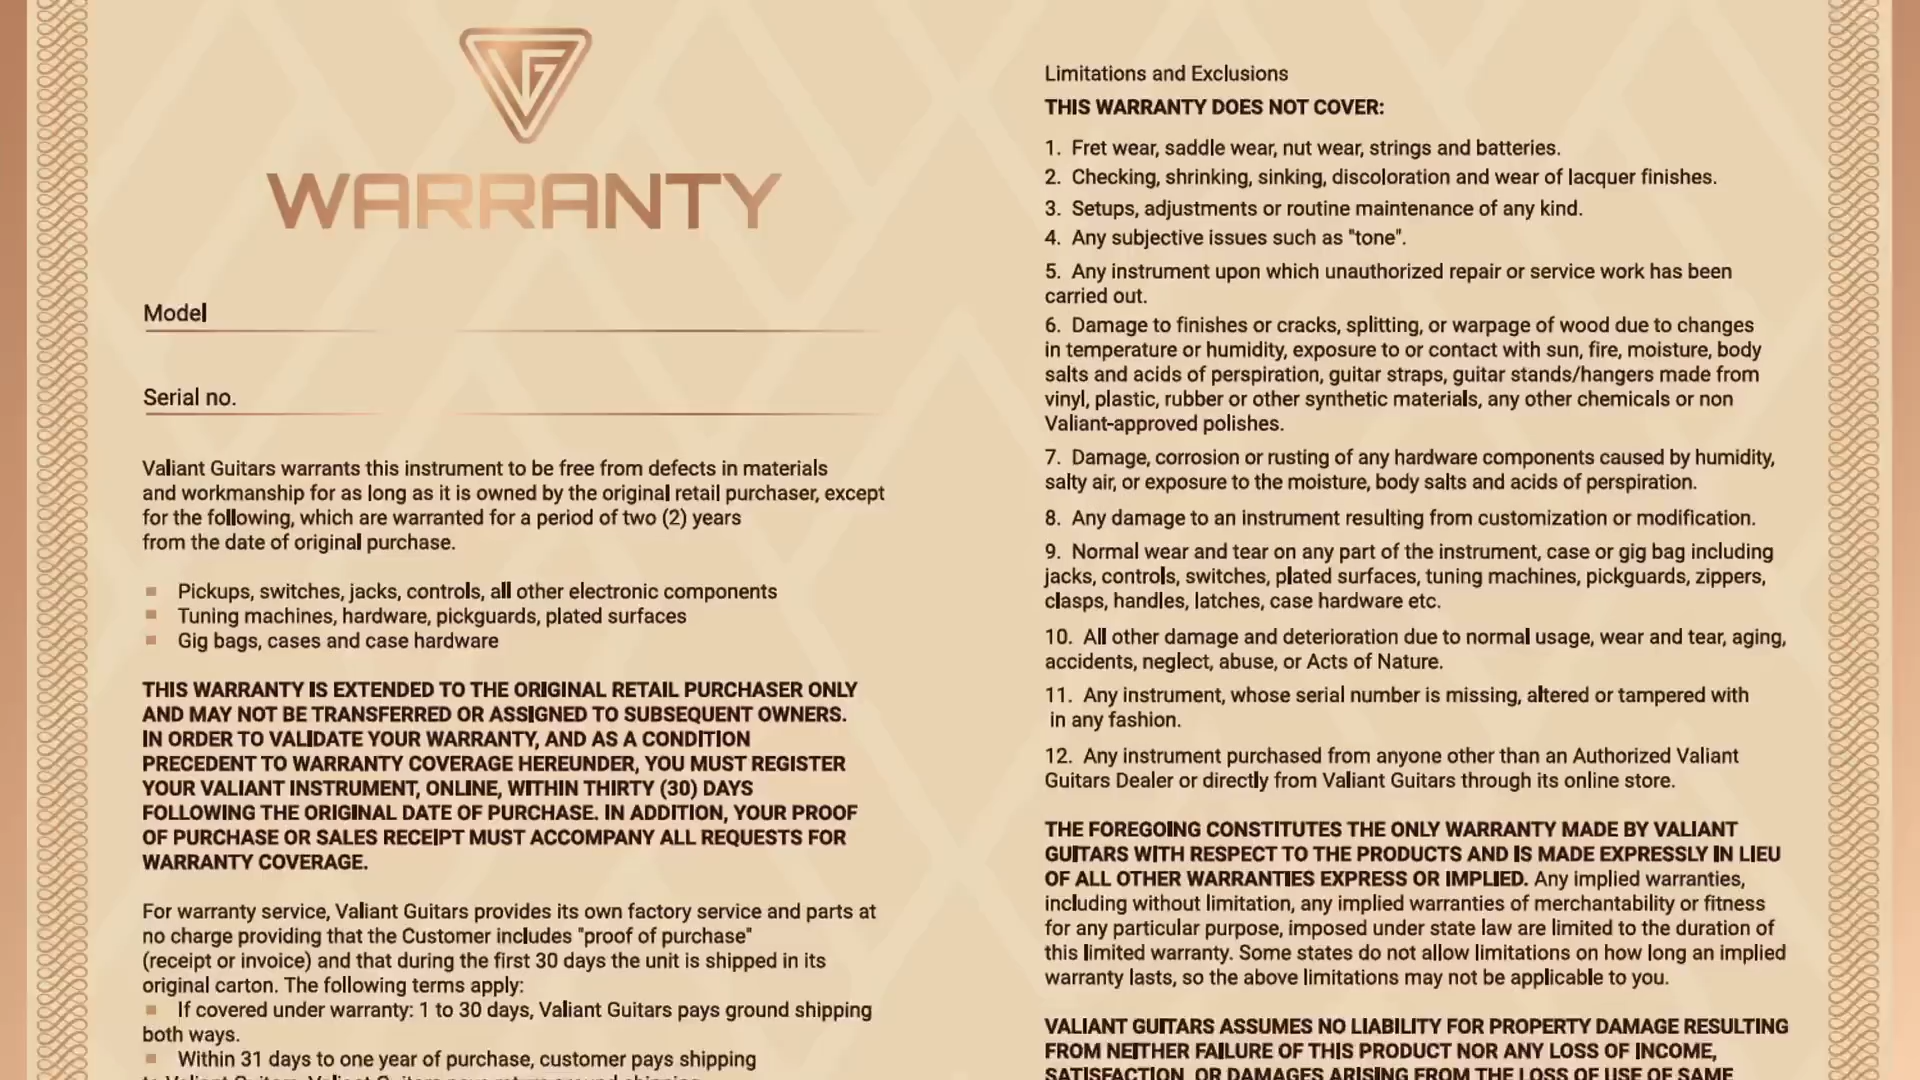 VG
WARRANTY
Model
Serial no.
Valiant Guitars warrants this instrument to be free from defects in materials
and workmanship for as long as it is owned by the original retail purchaser, except
for the following, which are warranted for a period of two (2) years
from the date of original purchase.
Pickups, switches, jacks, controls, all other electronic components
Tuning machines, hardware, pickguards, plated surfaces
Gig bags, cases and case hardware
THIS WARRANTY IS EXTENDED TO THE ORIGINAL RETAIL PURCHASER ONLY
AND MAY NOT BE TRANSFERRED OR ASSIGNED TO SUBSEQUENT OWNERS.
IN ORDER TO VALIDATE YOUR WARRANTY, AND AS A CONDITION
PRECEDENT TO WARRANTY COVERAGE HEREUNDER, YOU MUST REGISTER
YOUR VALIANT INSTRUMENT, ONLINE, WITHIN THIRTY (30) DAYS
FOLLOWING THE ORIGINAL DATE OF PURCHASE. IN ADDITION, YOUR PROOF
OF PURCHASE OR SALES RECEIPT MUST ACCOMPANY ALL REQUESTS FOR
WARRANTY COVERAGE.
For warranty service, Valiant Guitars provides its own factory service and parts at
no charge providing that the Customer includes "proof of purchase"
(receipt or invoice) and that during the first 30 days the unit is shipped in its
original carton. The following terms apply:
If covered under warranty: 1 to 30 days, Valiant Guitars pays ground shipping
both ways.
Within 31 days to one year of purchase, customer pays shipping
to Valiant Guitars, Valiant Guitars pays return ground shipping.
Limitations and Exclusions
THIS WARRANTY DOES NOT COVER:
1. Fret wear, saddle wear, nut wear, strings and batteries.
2. Checking, shrinking, sinking, discoloration and wear of lacquer finishes.
3. Setups, adjustments or routine maintenance of any kind.
4. Any subjective issues such as "tone".
5. Any instrument upon which unauthorized repair or service work has been
carried out.
6. Damage to finishes or cracks, splitting, or warpage of wood due to changes
in temperature or humidity, exposure to or contact with sun, fire, moisture, body
salts and acids of perspiration, guitar straps, guitar stands/hangers made from
vinyl, plastic, rubber or other synthetic materials, any other chemicals or non
Valiant-approved polishes.
7. Damage, corrosion or rusting of any hardware components caused by humidity,
salty air, or exposure to the moisture, body salts and acids of perspiration.
8. Any damage to an instrument resulting from customization or modification.
9. Normal wear and tear on any part of the instrument, case or gig bag including
jacks, controls, switches, plated surfaces, tuning machines, pickguards, zippers,
clasps, handles, latches, case hardware etc.
10. All other damage and deterioration due to normal usage, wear and tear, aging,
accidents, neglect, abuse, or Acts of Nature.
11. Any instrument, whose serial number is missing, altered or tampered with
in any fashion.
12. Any instrument purchased from anyone other than an Authorized Valiant
Guitars Dealer or directly from Valiant Guitars through its online store.
THE FOREGOING CONSTITUTES THE ONLY WARRANTY MADE BY VALIANT
GUITARS WITH RESPECT TO THE PRODUCTS AND IS MADE EXPRESSLY IN LIEU
OF ALL OTHER WARRANTIES EXPRESS OR IMPLIED. Any implied warranties,
including without limitation, any implied warranties of merchantability or fitness
for any particular purpose, imposed under state law are limited to the duration of
this limited warranty. Some states do not allow limitations on how long an implied
warranty lasts, so the above limitations may not be applicable to you.
VALIANT GUITARS ASSUMES NO LIABILITY FOR PROPERTY DAMAGE RESULTING
FROM NEITHER FAILURE OF THIS PRODUCT NOR ANY LOSS OF INCOME,
SATISFACTION, OR DAMAGES ARISING FROM THE LOSS OF USE OF SAME